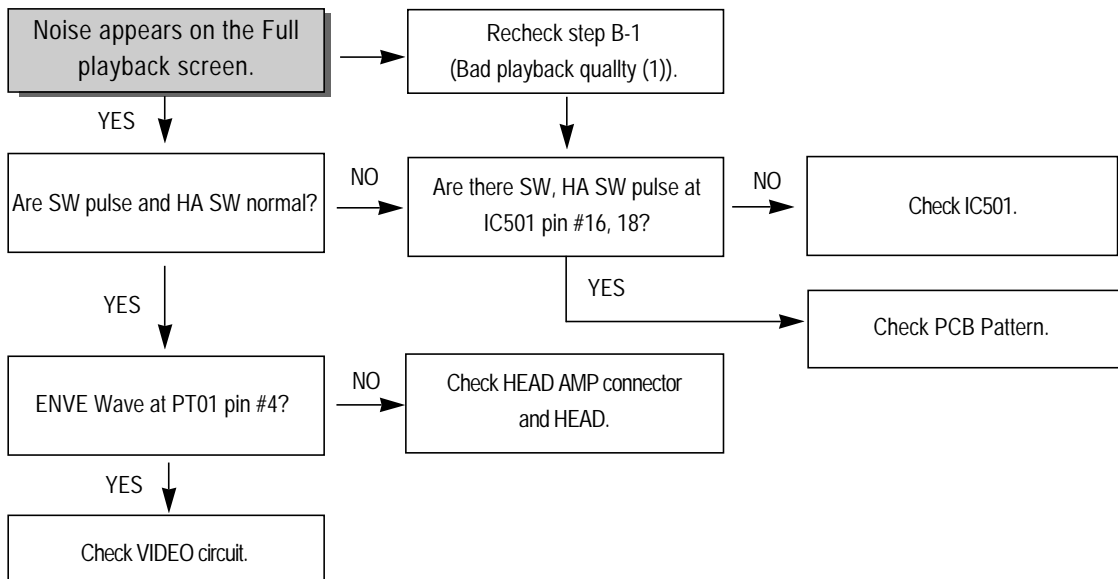 Noise appears on the Full
playback screen.
Recheck step B-1
(Bad playback quallty (1)).
YES
Are SW pulse and HA SW normal?
NO
Are there SW, HA SW pulse at
IC501 pin #16, 18?
NO
Check IC501.
YES
YES
Check PCB Pattern.
ENVE Wave at PT01 pin #4?
NO
Check HEAD AMP connector
and HEAD.
YES
Check VIDEO circuit.